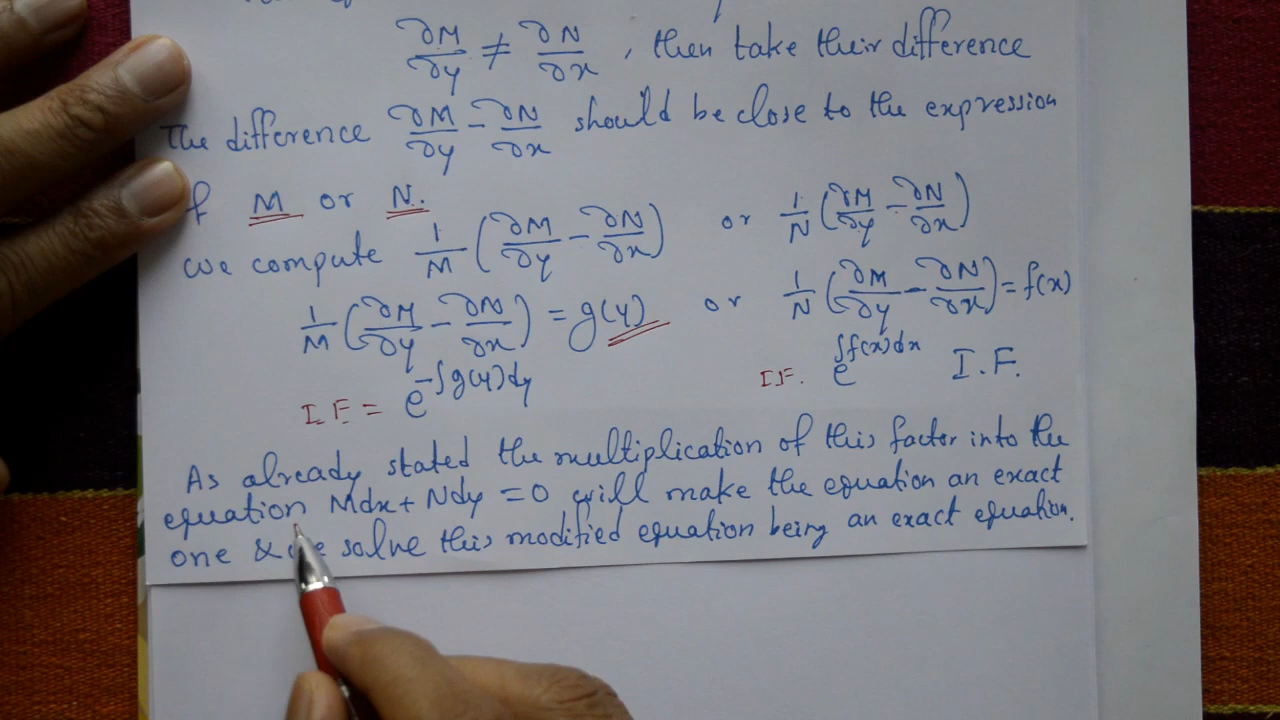 ∂M/∂y ≠ ∂N/∂x , then take their difference
The difference ∂M/∂y - ∂N/∂x should be close to the expression
M or N.
we compute 1/M (∂M/∂y - ∂N/∂x) or 1/N (∂M/∂y - ∂N/∂x)
1/M (∂M/∂y - ∂N/∂x) = g(y) or 1/N (∂M/∂y - ∂N/∂x) = f(x)
I.F = e^-∫g(y)dy I.F. e^∫f(x)dx I.F.
As already stated the multiplication of this factor into the
equation Mdx + Ndy = 0 will make the equation an exact
one & solve this modified equation being an exact equation.